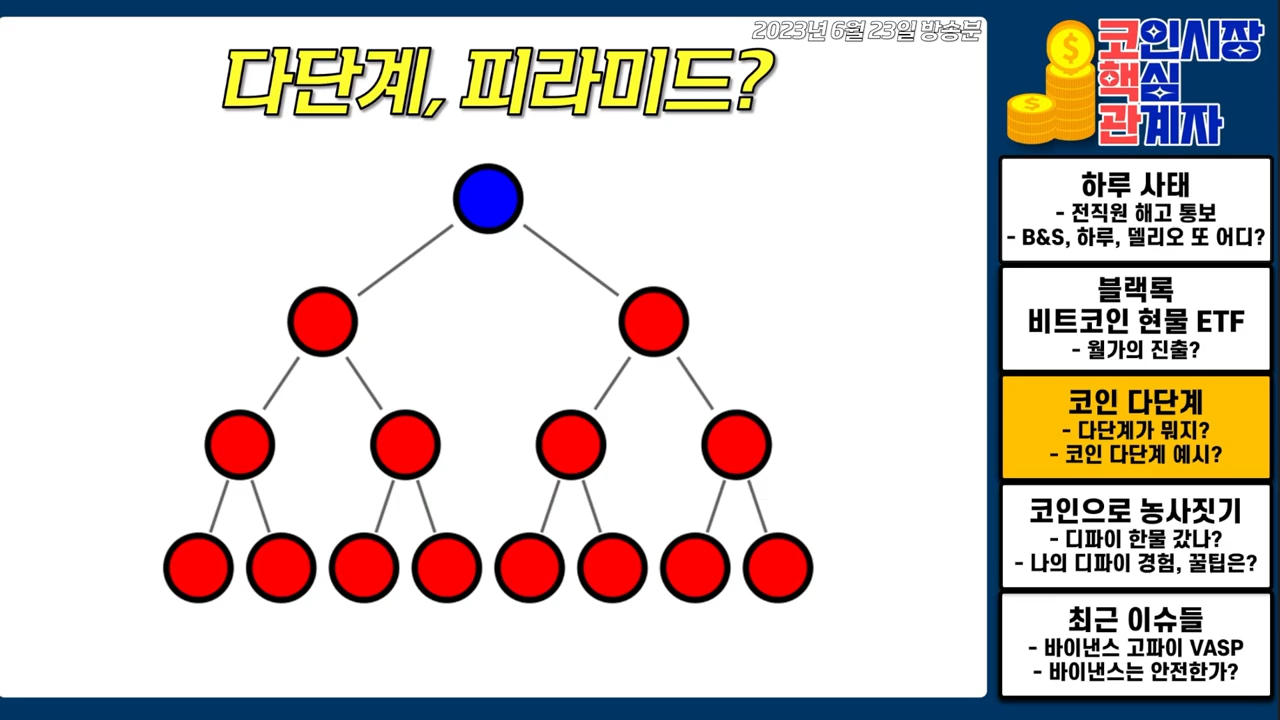 2023년 6월 23일 방송분
다단계, 피라미드?
코인시장
핵심
관계자
하루 사태
- 전직원 해고 통보
- B&S, 하루, 델리오 또 어디?
블랙록
비트코인 현물 ETF
- 월가의 진출?
코인 다단계
- 다단계가 뭐지?
- 코인 다단계 예시?
코인으로 농사짓기
- 디파이 한물 갔나?
- 나의 디파이 경험, 꿀팁은?
최근 이슈들
- 바이낸스 고파이 VASP
- 바이낸스는 안전한가?